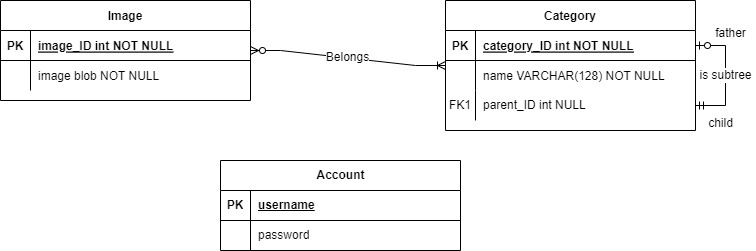 Image
PK image_ID int NOT NULL
image blob NOT NULL
Belongs
Category
PK category_ID int NOT NULL
name VARCHAR(128) NOT NULL
FK1 parent_ID int NULL
father
is subtree
child
Account
PK username
password